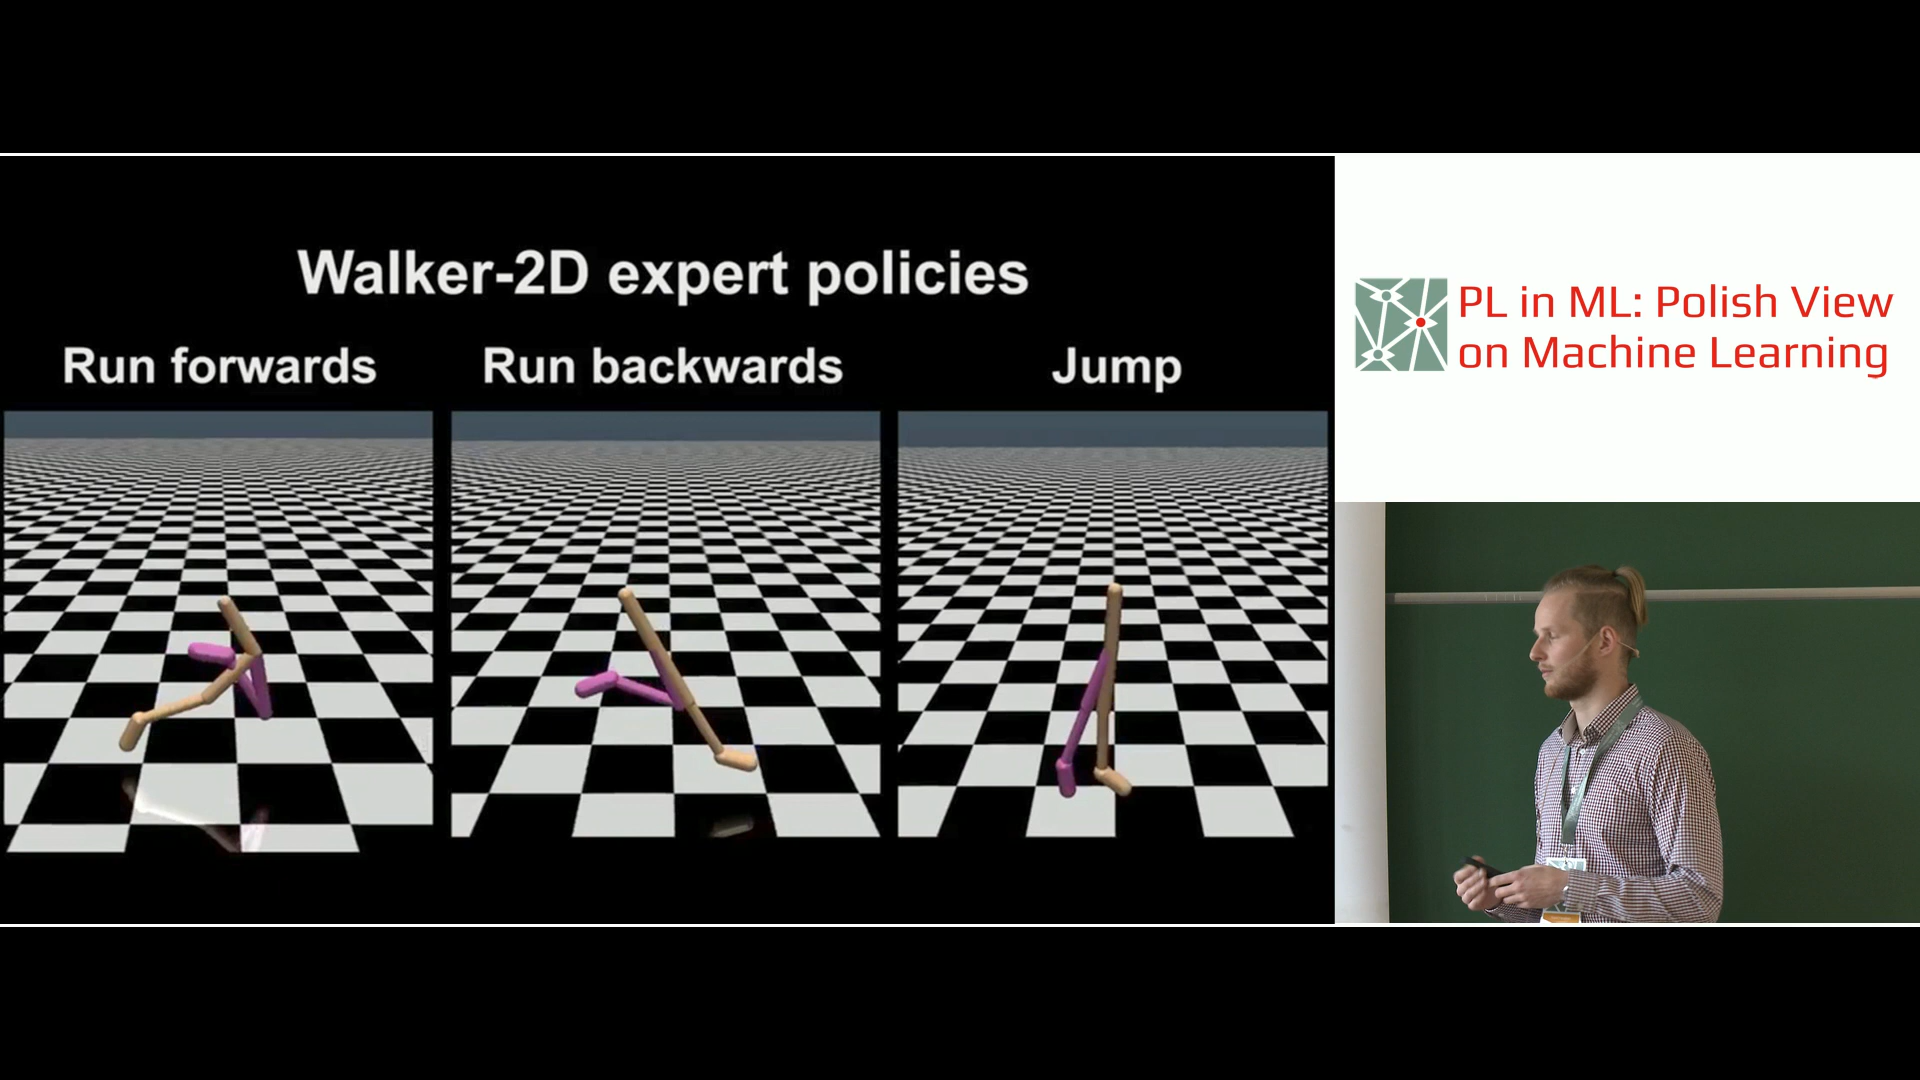 Walker-2D expert policies
Run forwards
Run backwards
Jump
PL in ML: Polish View
on Machine Learning